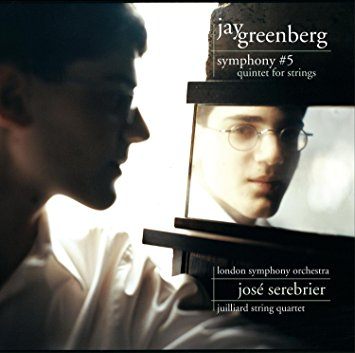 jay
greenberg
symphony #5
quintet for strings
london symphony orchestra
josé serebrier
juilliard string quartet